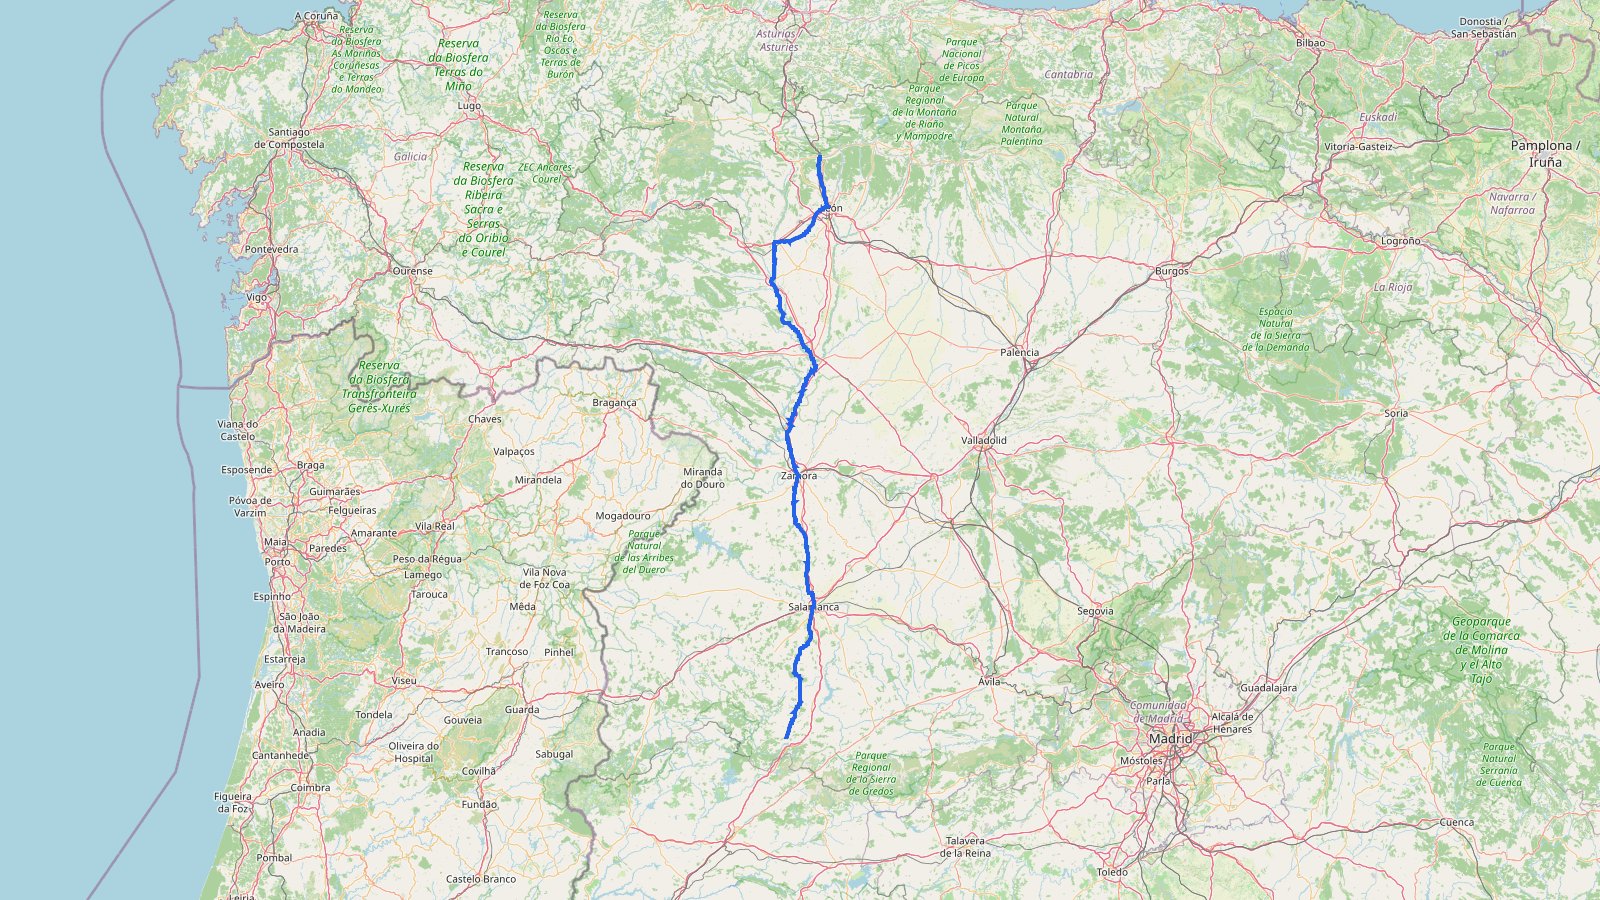 A Coruña
Reserva
da Biosfera
As Mariñas
Coruñesas
e Terras
do Mandeo
Reserva
da Biosfera
Terras do
Miño
Reserva
da Biosfera
Río Eo,
Oscos e
Terras de
Burón
Asturias /
Asturies
Parque
Nacional
de Picos
de Europa
Cantabria
Bilbao
Donostia /
San Sebastián
Lugo
Parque
Regional
de la Montaña
de Riaño
y Mampodre
Parque
Natural
Montaña
Palentina
Euskadi
Vitoria-Gasteiz
Pamplona /
Iruña
Santiago
de Compostela
Galicia
Reserva
da Biosfera
Ribeira
Sacra e
Serras
do Oribio
e Courel
ZEC Ancares
Courel
Navarra /
Nafarroa
León
Pontevedra
Ourense
Logroño
Burgos
La Rioja
Vigo
Espacio
Natural
de la Sierra
de la Demanda
Palencia
Reserva
da Biosfera
Transfronteira
Gerés-Xurés
Bragança
Chaves
Soria
Viana do
Castelo
Valpaços
Valladolid
Esposende
Braga
Mirandela
Miranda
do Douro
Zamora
Póvoa de
Varzim
Guimarães
Felgueiras
Mogadouro
Amarante
Vila Real
Maia
Porto
Paredes
Peso da Régua
Lamego
Parque
Natural
de las Arribes
del Duero
Vila Nova
de Foz Coa
Espinho
Tarouca
Mêda
Salamanca
Segovia
São João
da Madeira
Geoparque
de la Comarca
de Molina
y el Alto
Tajo
Estarreja
Trancoso
Pinhel
Aveiro
Viseu
Ávila
Guadalajara
Tondela
Gouveia
Guarda
Comunidad
de Madrid
Alcalá de
Henares
Anadia
Madrid
Cantanhede
Oliveira do
Hospital
Sabugal
Móstoles
Parla
Parque
Regional
de la Sierra
de Gredos
Parque
Natural
Serranía
de Cuenca
Covilhã
Coimbra
Figueira
da Foz
Fundão
Cuenca
Talavera
de la Reina
Pombal
Toledo
Castelo Branco
Leiria